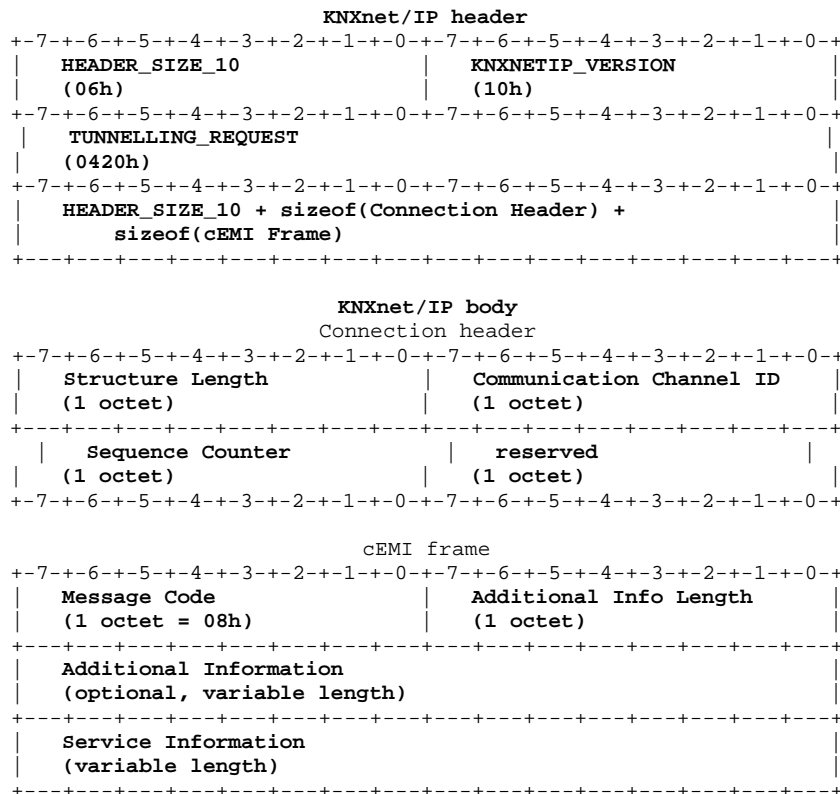 KNXnet/IP header
+-7-+-6-+-5-+-4-+-3-+-2-+-1-+-0-+-7-+-6-+-5-+-4-+-3-+-2-+-1-+-0-+
| HEADER_SIZE_10 | KNXNETIP_VERSION |
| (06h) | (10h) |
+-7-+-6-+-5-+-4-+-3-+-2-+-1-+-0-+-7-+-6-+-5-+-4-+-3-+-2-+-1-+-0-+
| TUNNELLING_REQUEST |
| (0420h) |
+-7-+-6-+-5-+-4-+-3-+-2-+-1-+-0-+-7-+-6-+-5-+-4-+-3-+-2-+-1-+-0-+
| HEADER_SIZE_10 + sizeof(Connection Header) + |
| sizeof(cEMI Frame) |
+---+---+---+---+---+---+---+---+---+---+---+---+---+---+---+---+
KNXnet/IP body
Connection header
+-7-+-6-+-5-+-4-+-3-+-2-+-1-+-0-+-7-+-6-+-5-+-4-+-3-+-2-+-1-+-0-+
| Structure Length | Communication Channel ID |
| (1 octet) | (1 octet) |
+---+---+---+---+---+---+---+---+---+---+---+---+---+---+---+---+
| Sequence Counter | reserved |
| (1 octet) | (1 octet) |
+-7-+-6-+-5-+-4-+-3-+-2-+-1-+-0-+-7-+-6-+-5-+-4-+-3-+-2-+-1-+-0-+
cEMI frame
+-7-+-6-+-5-+-4-+-3-+-2-+-1-+-0-+-7-+-6-+-5-+-4-+-3-+-2-+-1-+-0-+
| Message Code | Additional Info Length |
| (1 octet = 08h) | (1 octet) |
+---+---+---+---+---+---+---+---+---+---+---+---+---+---+---+---+
| Additional Information |
| (optional, variable length) |
+---+---+---+---+---+---+---+---+---+---+---+---+---+---+---+---+
| Service Information |
| (variable length) |
+---+---+---+---+---+---+---+---+---+---+---+---+---+---+---+---+